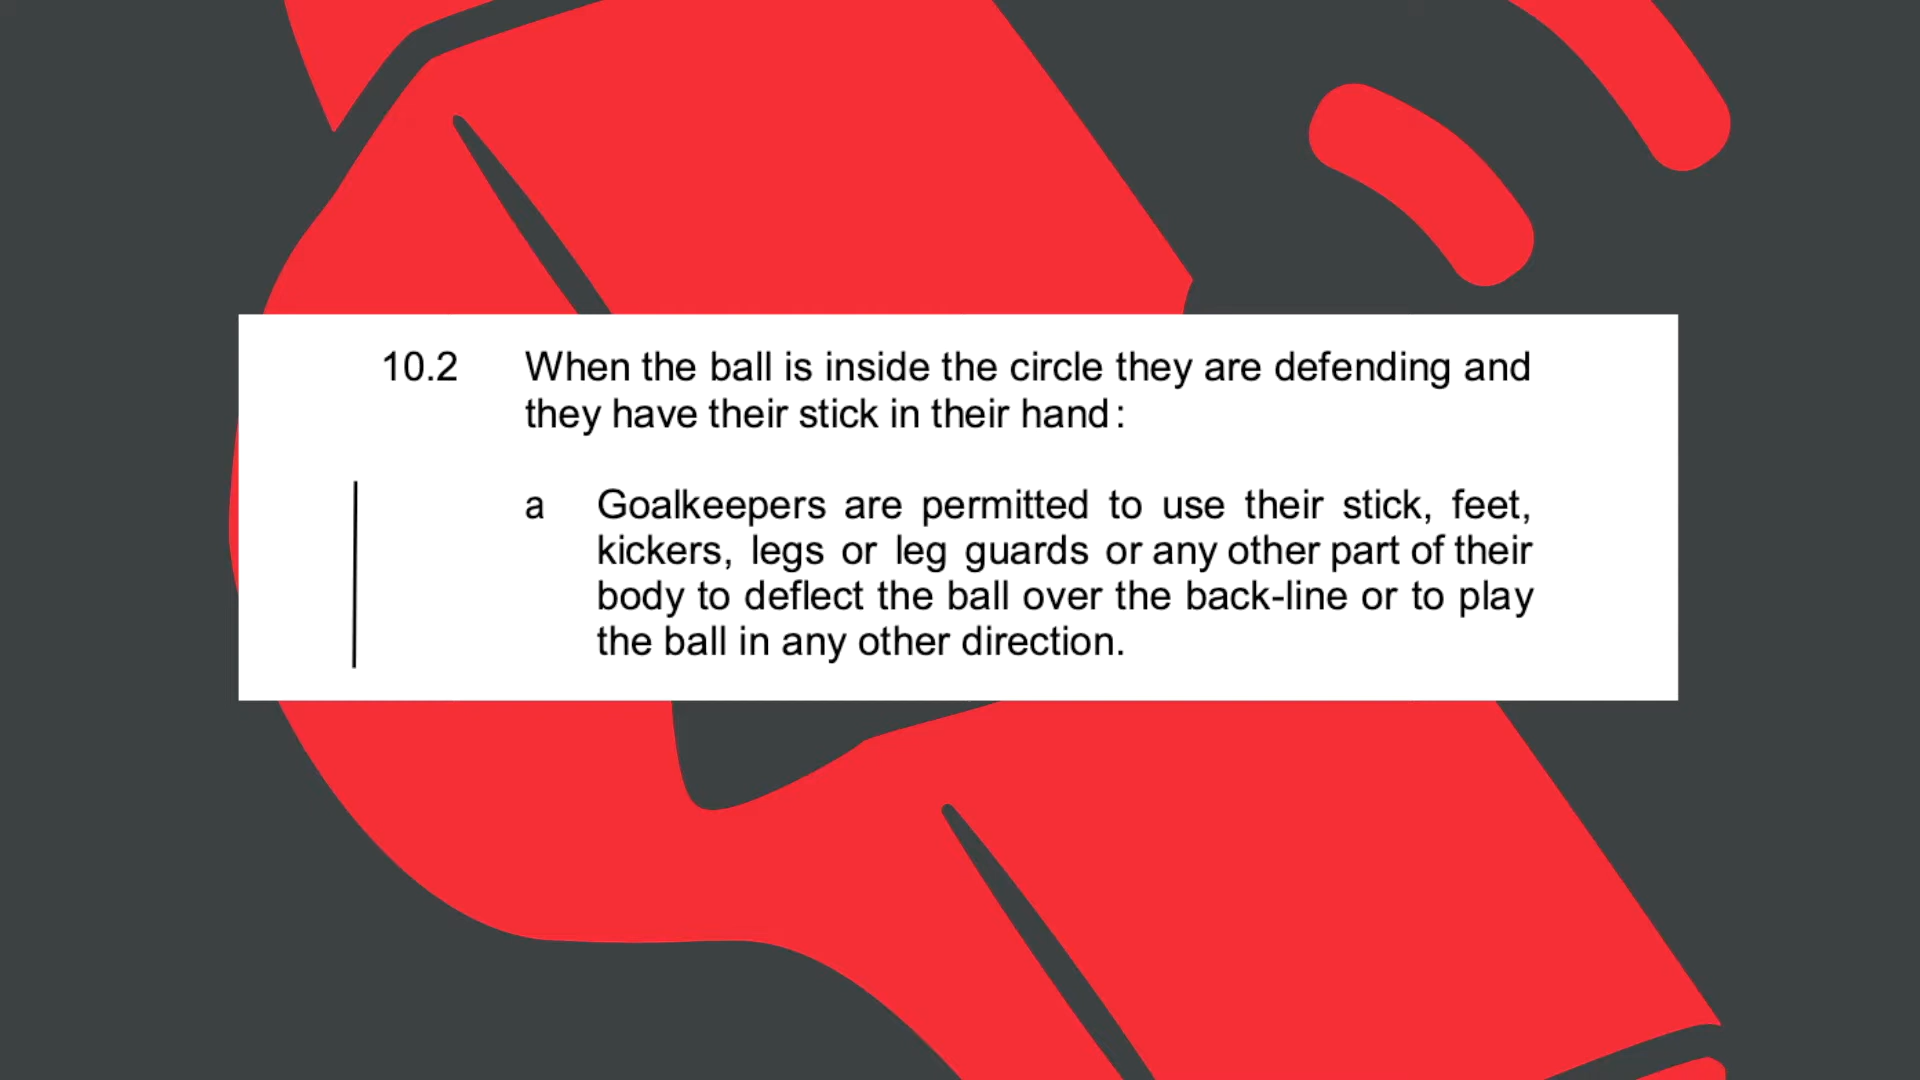 10.2 When the ball is inside the circle they are defending and
they have their stick in their hand:
a Goalkeepers are permitted to use their stick, feet,
kickers, legs or leg guards or any other part of their
body to deflect the ball over the back-line or to play
the ball in any other direction.